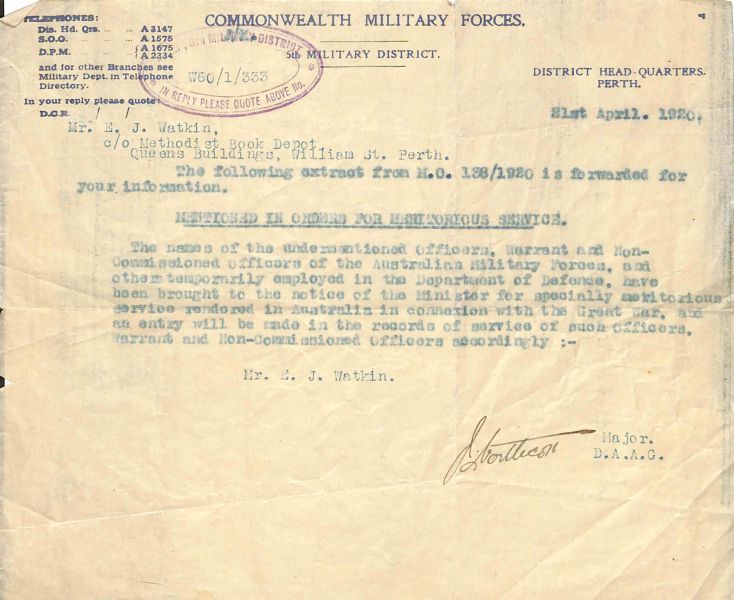 TELEPHONES:
Dis. Hd. Qrs. A 3147
S.O.O. A 1575
D.P.M. A 1675
A 2334
and for other Branches see
Military Dept. in Telephone
Directory.
In your reply please quote
D.C.R. / /
COMMONWEALTH MILITARY FORCES.
5th MILITARY DISTRICT.
MILITARY DISTRICT
W60/1/333
IN REPLY PLEASE QUOTE ABOVE No.
DISTRICT HEAD-QUARTERS.
PERTH.
21st April. 1920.
Mr. E. J. Watkin,
c/o Methodist Book Depot
Queens Buildings, William St. Perth.
The following extract from M.O. 138/1920 is forwarded for
your information.
MENTIONED IN ORDERS FOR MERITORIOUS SERVICE.
The names of the undermentioned Officers, Warrant and Non-
Commissioned Officers of the Australian Military Forces, and
others temporarily employed in the Department of Defence, have
been brought to the notice of the Minister for specially meritorious
service rendered in Australia in connexion with the Great War, and
an entry will be made in the records of service of such Officers,
Warrant and Non-Commissioned Officers accordingly :-
Mr. E. J. Watkin.
Major.
D.A.A.G.